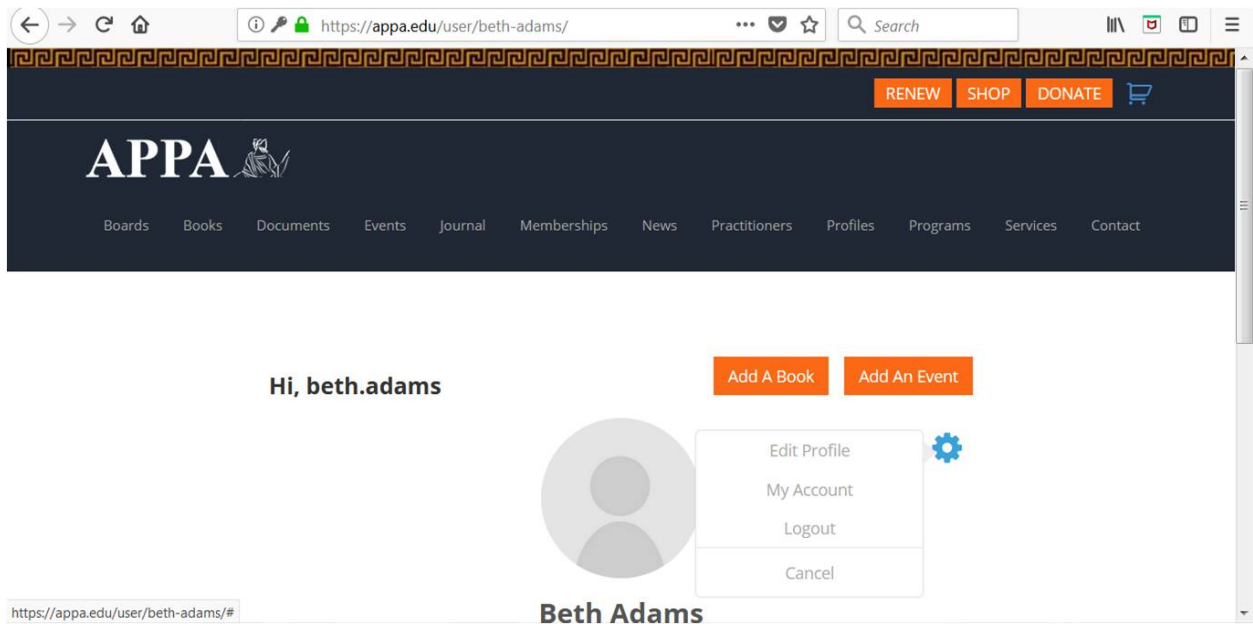 https://appa.edu/user/beth-adams/ Search
RENEW SHOP DONATE
APPA
Boards Books Documents Events Journal Memberships News Practitioners Profiles Programs Services Contact
Hi, beth.adams
Add A Book Add An Event
Edit Profile
My Account
Logout
Cancel
Beth Adams
https://appa.edu/user/beth-adams/#